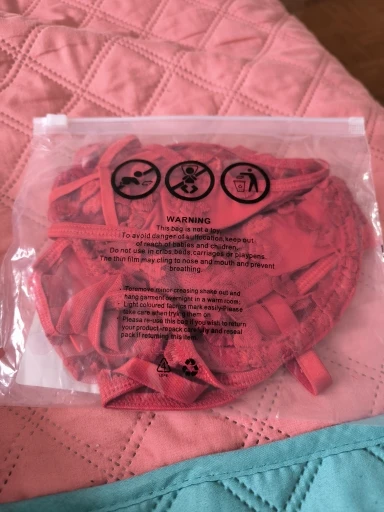 WARNING
This bag is not a toy.
To avoid danger of suffocation,keep out
of reach of babies and children.
Do not use in cribs,beds,carriges or playpens.
The thin film may cling to nose and mouth and prevent
breathing.
· To remove minor creasing shake out and
hang garment overnight in a warm room.
· Light coloured fabrics mark easily-Please
take care when trying them on
· Please re-use this bag if you wish to return
your product,repack carefully and reseal
pack if returning this item.